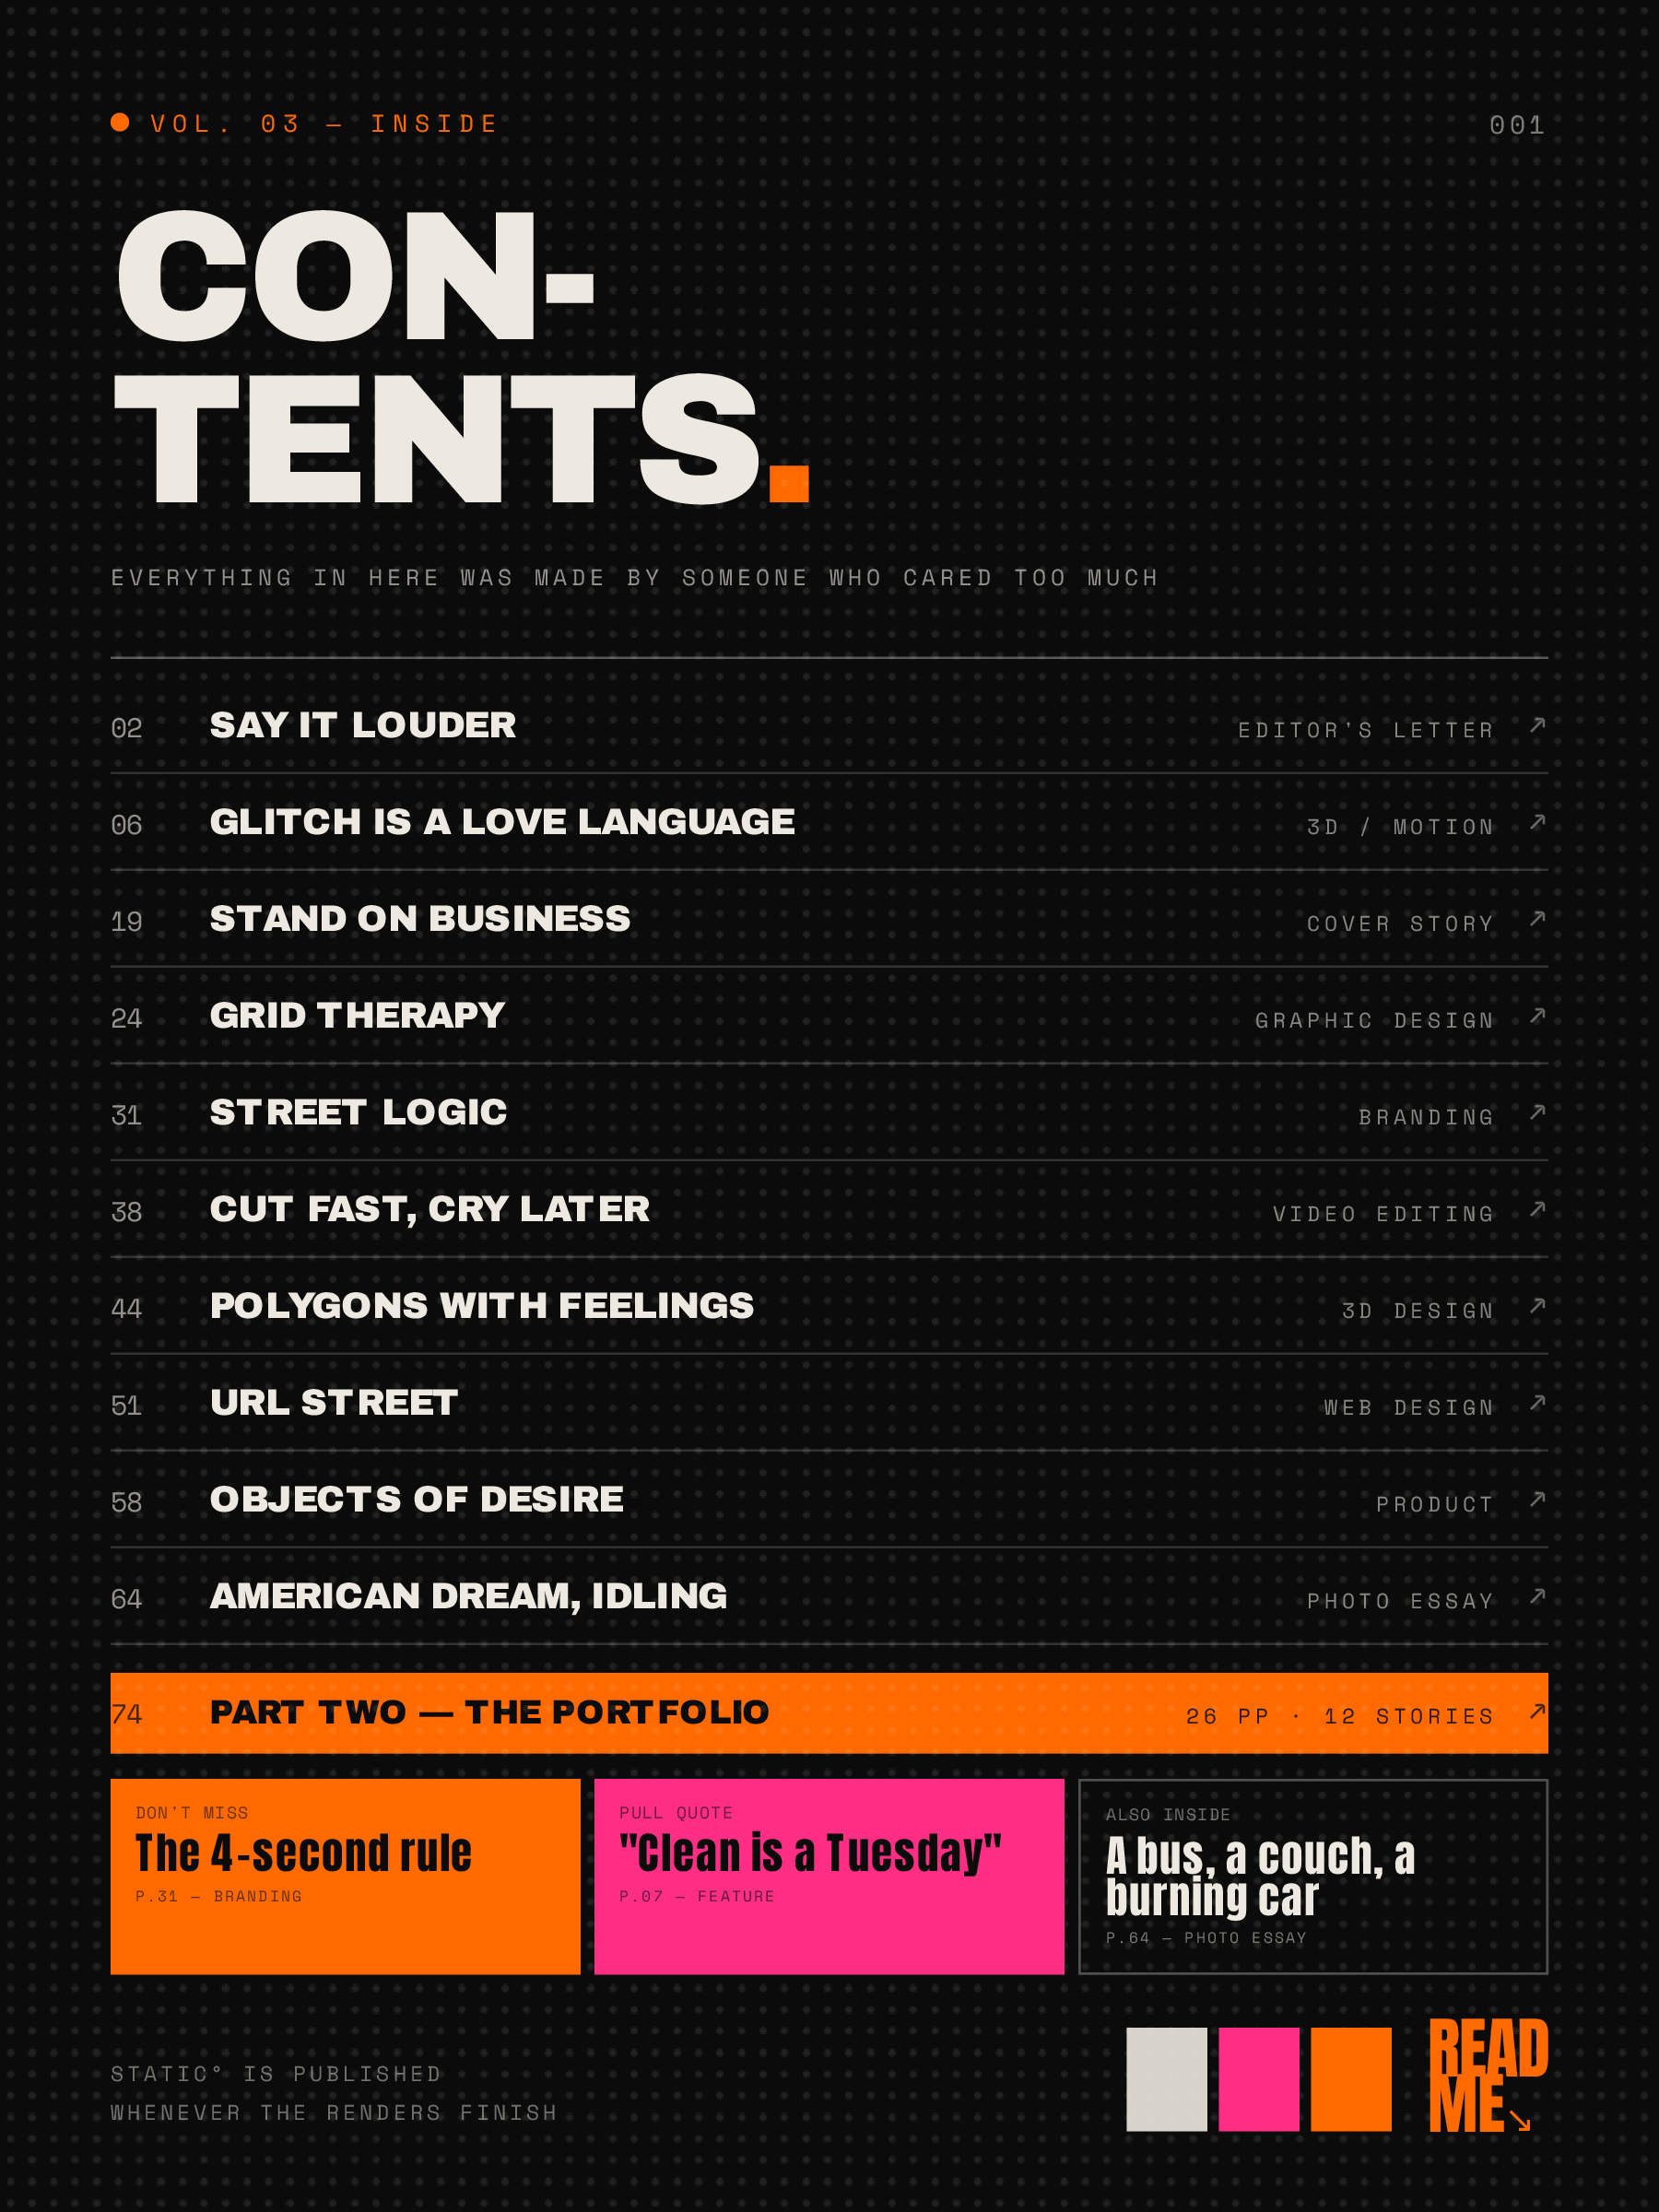 VOL. 03 — INSIDE
001
CON-
TENTS.
EVERYTHING IN HERE WAS MADE BY SOMEONE WHO CARED TOO MUCH
02 SAY IT LOUDER EDITOR'S LETTER ↗
06 GLITCH IS A LOVE LANGUAGE 3D / MOTION ↗
19 STAND ON BUSINESS COVER STORY ↗
24 GRID THERAPY GRAPHIC DESIGN ↗
31 STREET LOGIC BRANDING ↗
38 CUT FAST, CRY LATER VIDEO EDITING ↗
44 POLYGONS WITH FEELINGS 3D DESIGN ↗
51 URL STREET WEB DESIGN ↗
58 OBJECTS OF DESIRE PRODUCT ↗
64 AMERICAN DREAM, IDLING PHOTO ESSAY ↗
74 PART TWO — THE PORTFOLIO 26 PP · 12 STORIES ↗
DON'T MISS
The 4-second rule
P.31 — BRANDING
PULL QUOTE
"Clean is a Tuesday"
P.07 — FEATURE
ALSO INSIDE
A bus, a couch, a
burning car
P.64 — PHOTO ESSAY
STATIC° IS PUBLISHED
WHENEVER THE RENDERS FINISH
READ
ME↘